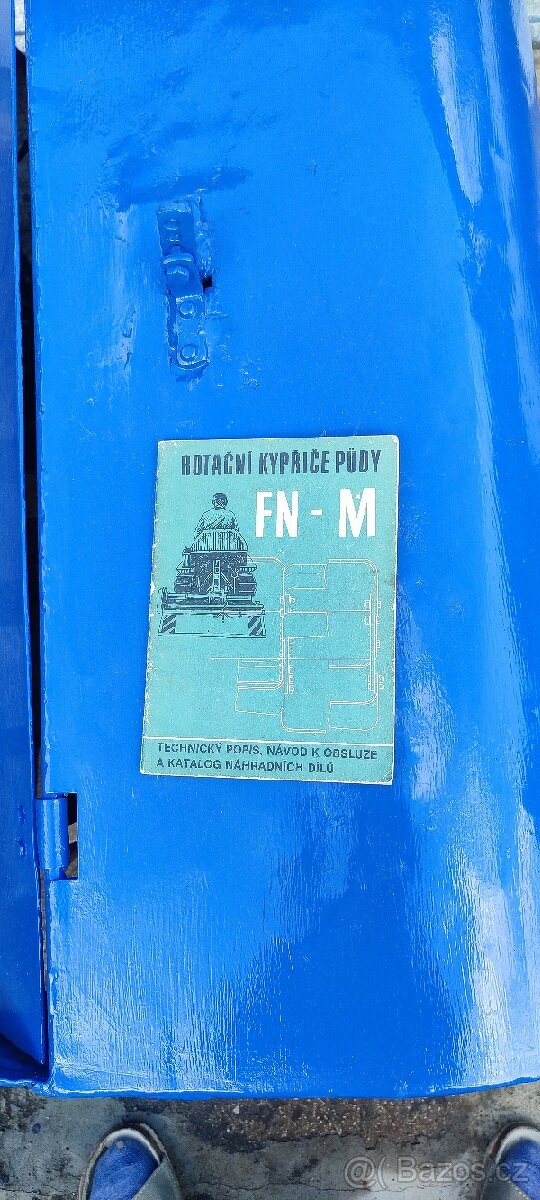 ROTAČNÍ KYPŘIČE PŮDY
FN - M
TECHNICKÝ POPIS, NÁVOD K OBSLUZE
A KATALOG NÁHRADNÍCH DÍLŮ
Bazos.cz